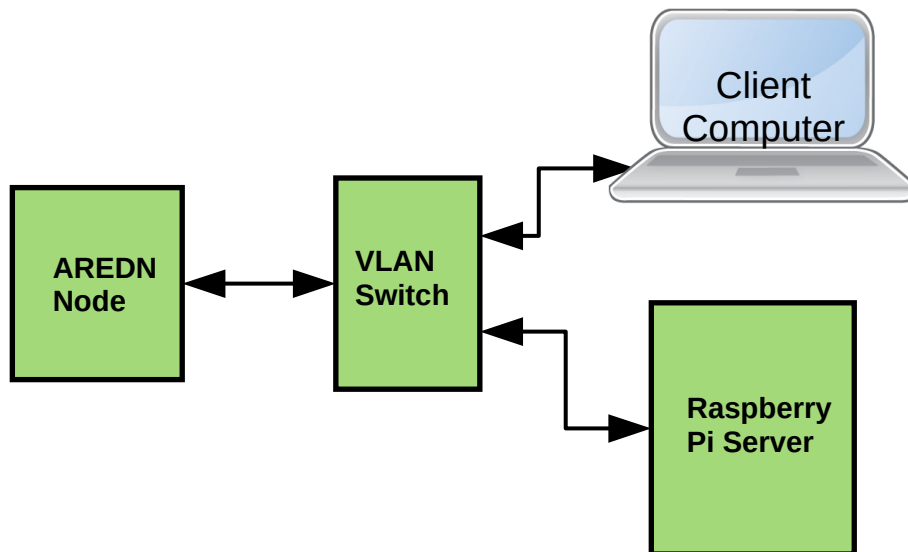 Client
Computer
AREDN
Node
VLAN
Switch
Raspberry
Pi Server